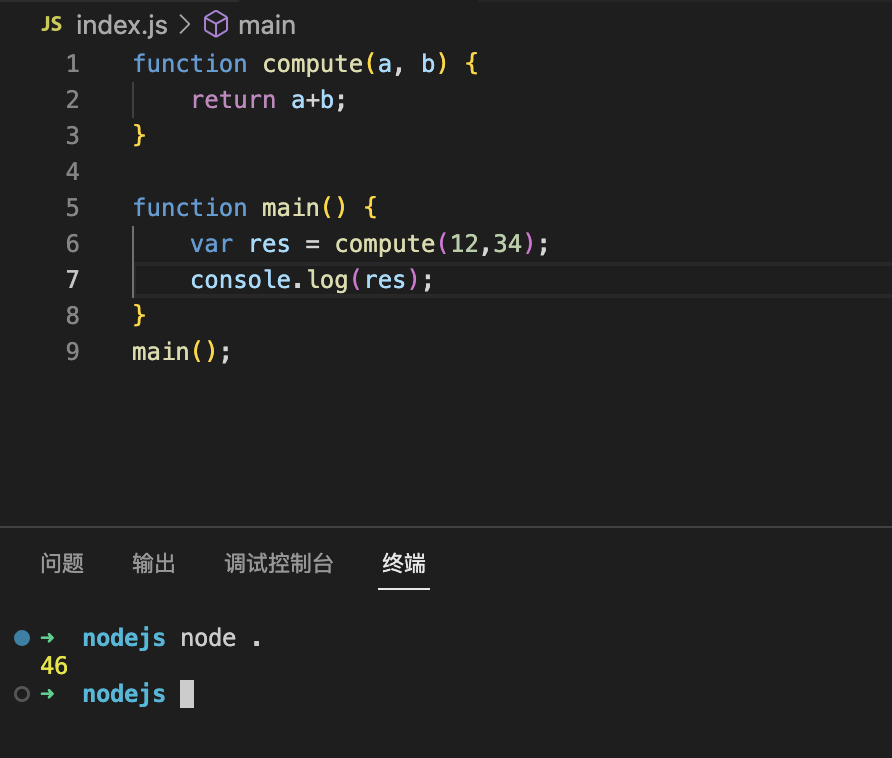 JS index.js > main
1 function compute(a, b) {
2     return a+b;
3 }
4
5 function main() {
6     var res = compute(12,34);
7     console.log(res);
8 }
9 main();
问题 输出 调试控制台 终端
➜ nodejs node .
46
➜ nodejs